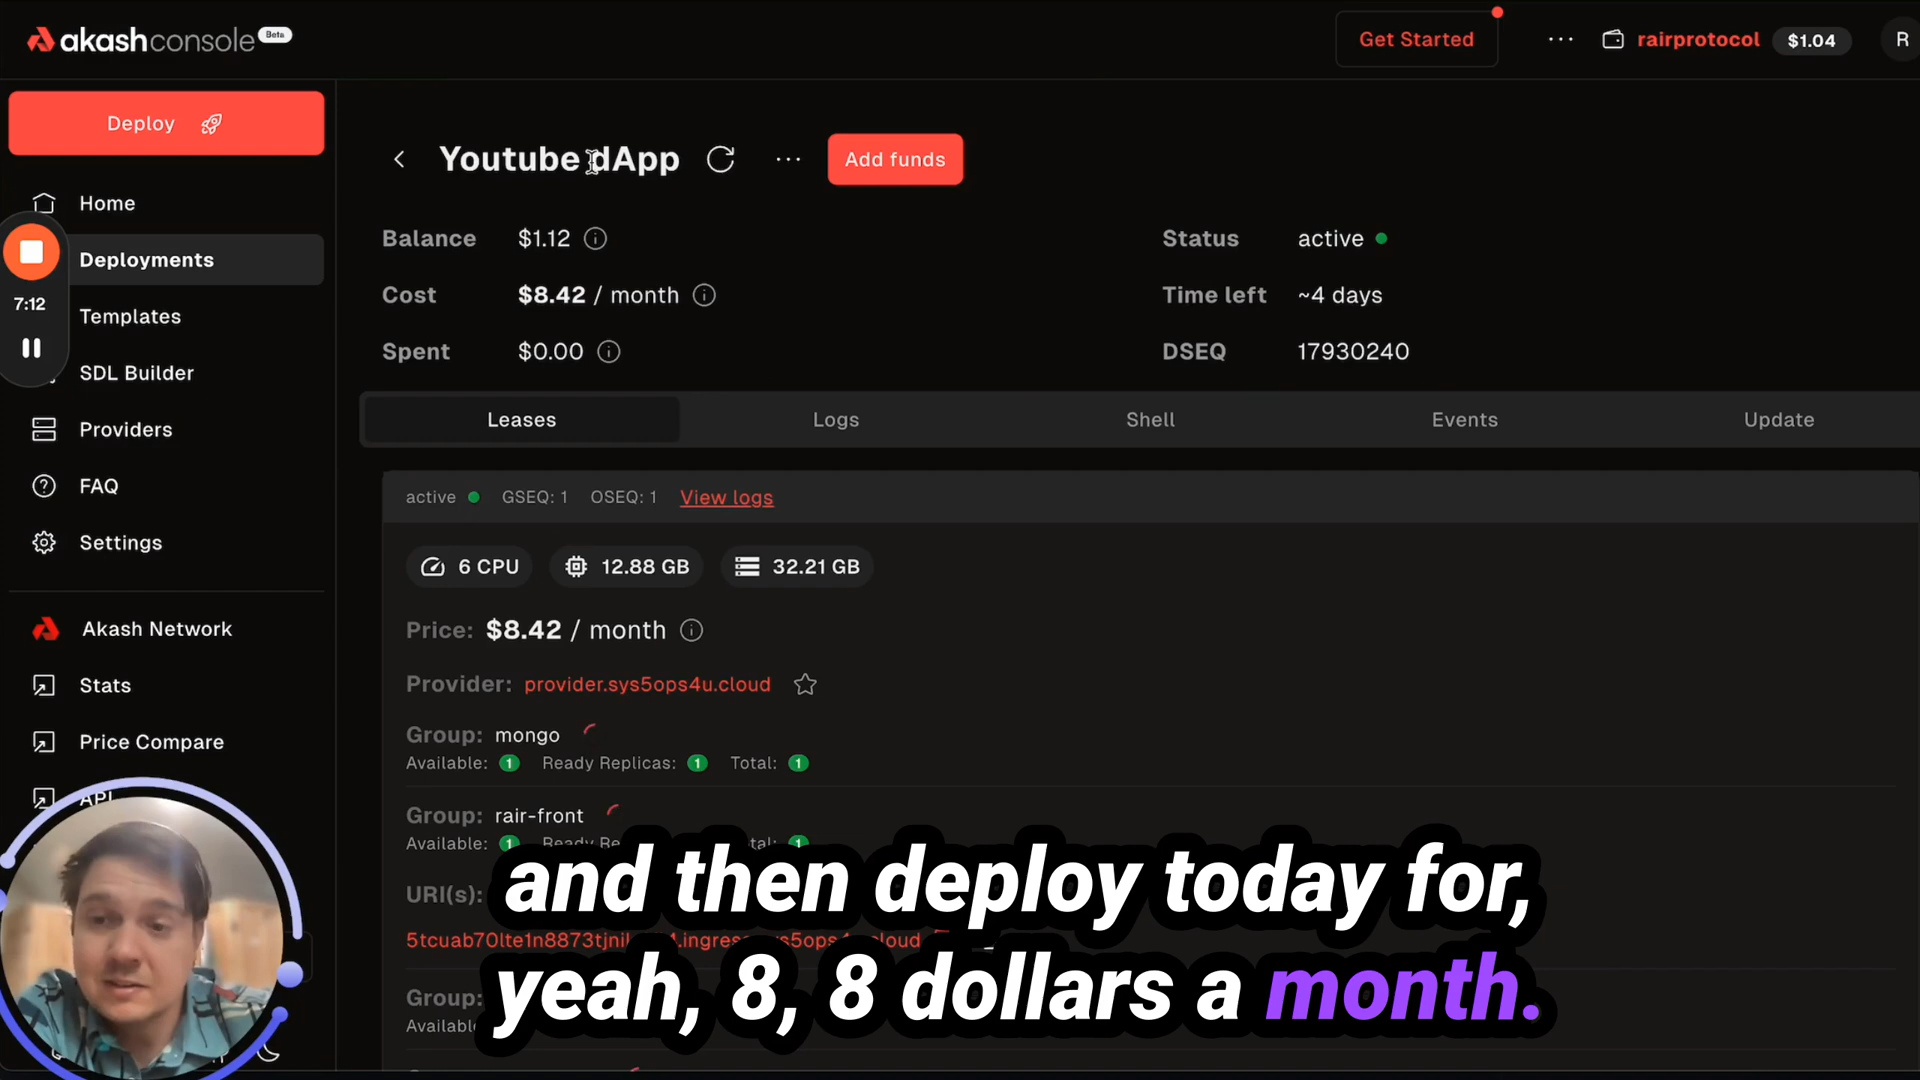 akashconsole Beta
Get Started
rairprotocol
$1.04
R
Deploy
Youtube dApp
Add funds
Home
Balance $1.12
Status active
Deployments
7:12
Cost $8.42 / month
Time left ~4 days
Templates
Spent $0.00
DSEQ 17930240
SDL Builder
Leases
Logs
Shell
Events
Update
Providers
FAQ
active GSEQ: 1 OSEQ: 1 View logs
Settings
6 CPU 12.88 GB 32.21 GB
Akash Network
Price: $8.42 / month
Stats
Provider: provider.sys5ops4u.cloud
Price Compare
Group: mongo
Available: 1 Ready Replicas: 1 Total: 1
API
Group: rair-front
Available: 1
URI(s):
and then deploy today for,
yeah, 8, 8 dollars a month.
Group: